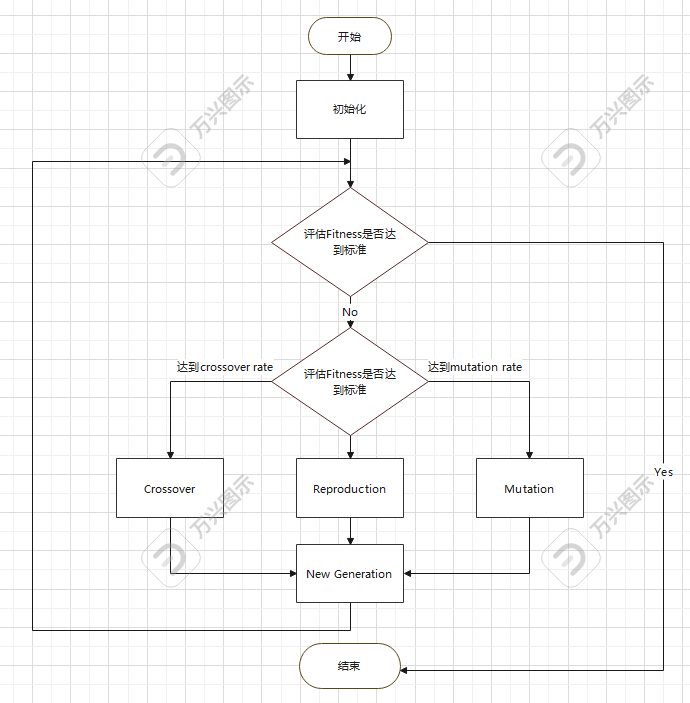 开始
万兴图示
万兴图示
初始化
评估Fitness是否达
到标准
No
达到crossover rate
评估Fitness是否达
到标准
达到mutation rate
Yes
Crossover
Reproduction
Mutation
万兴图示
万兴图示
New Generation
结束